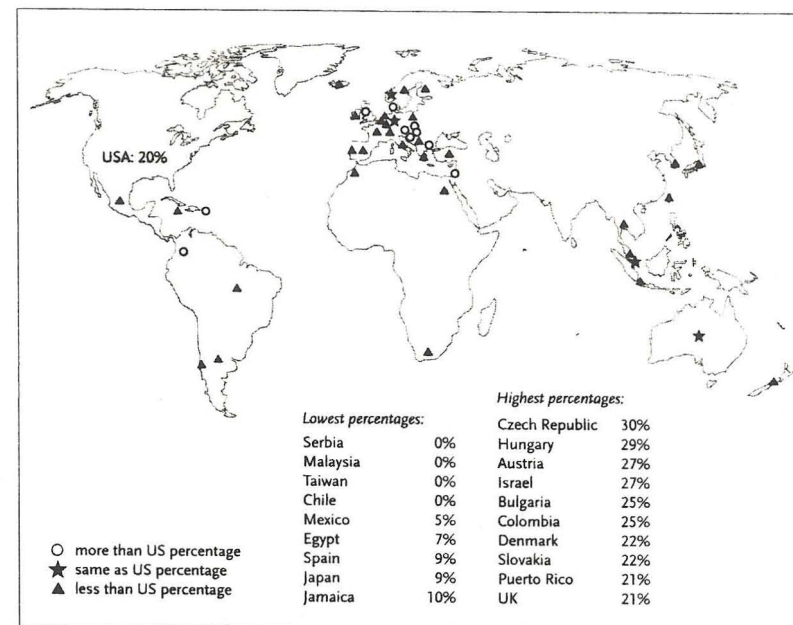 USA: 20%
Lowest percentages:
Serbia 0%
Malaysia 0%
Taiwan 0%
Chile 0%
Mexico 5%
Egypt 7%
Spain 9%
Japan 9%
Jamaica 10%
Highest percentages:
Czech Republic 30%
Hungary 29%
Austria 27%
Israel 27%
Bulgaria 25%
Colombia 25%
Denmark 22%
Slovakia 22%
Puerto Rico 21%
UK 21%
more than US percentage
same as US percentage
less than US percentage